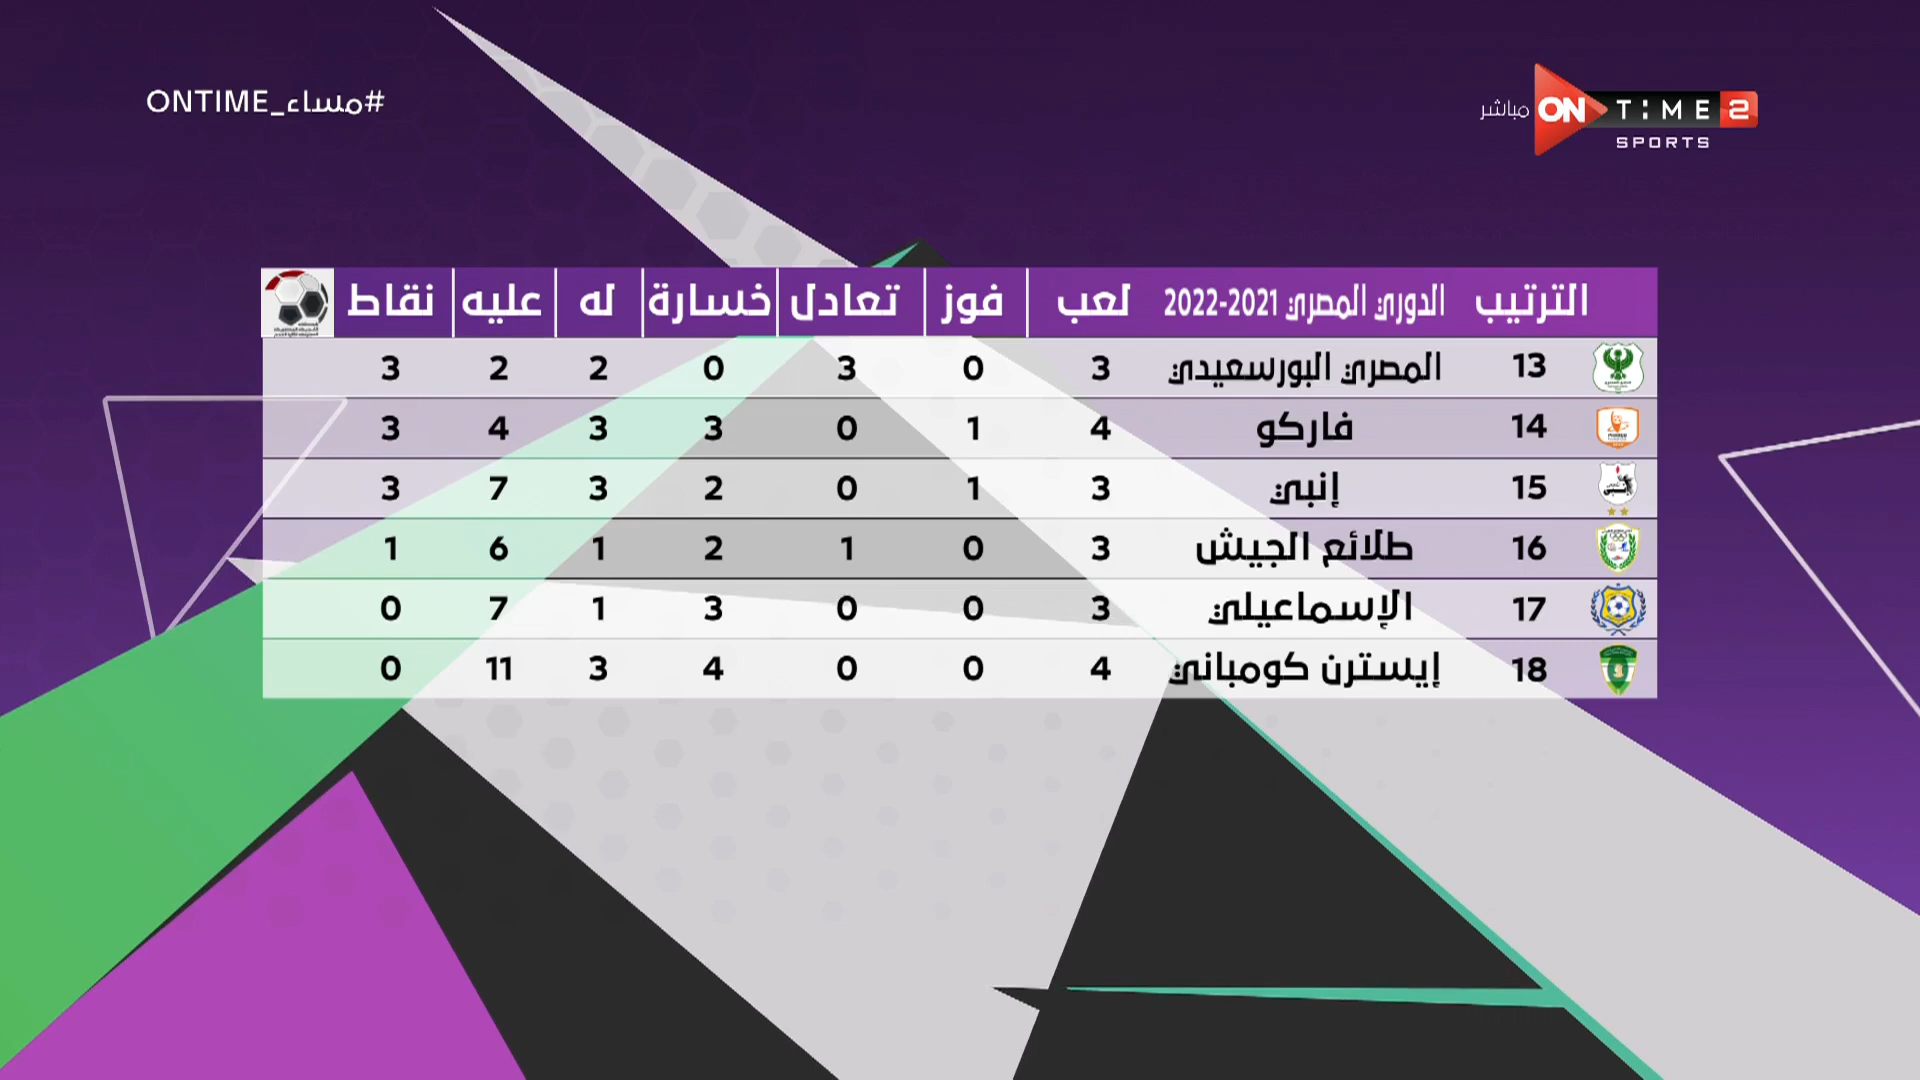 #مساء_ONTIME
مباشر ON TIME 2
SPORTS
الترتيب الدوري المصري 2021-2022 لعب فوز تعادل خسارة له عليه نقاط
13 المصري البورسعيدي 3 0 3 0 2 2 3
14 فاركو 4 1 0 3 3 4 3
15 إنبي 3 1 0 2 3 7 3
16 طلائع الجيش 3 0 1 2 1 6 1
17 الإسماعيلي 3 0 0 3 1 7 0
18 إيسترن كومباني 4 0 0 4 3 11 0